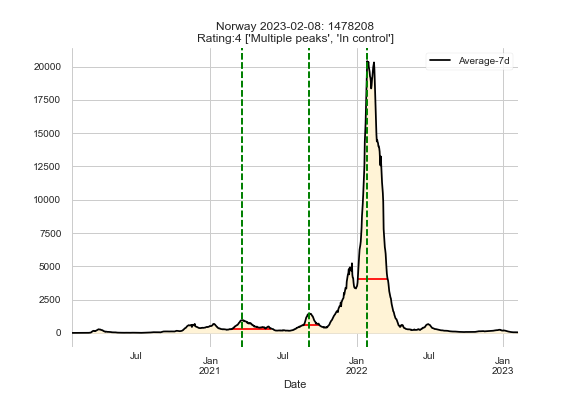 Norway 2023-02-08: 1478208
Rating:4 ['Multiple peaks', 'In control']
Average-7d
20000
17500
15000
12500
10000
7500
5000
2500
0
Jul
Jan
2021
Jul
Jan
2022
Jul
Jan
2023
Date